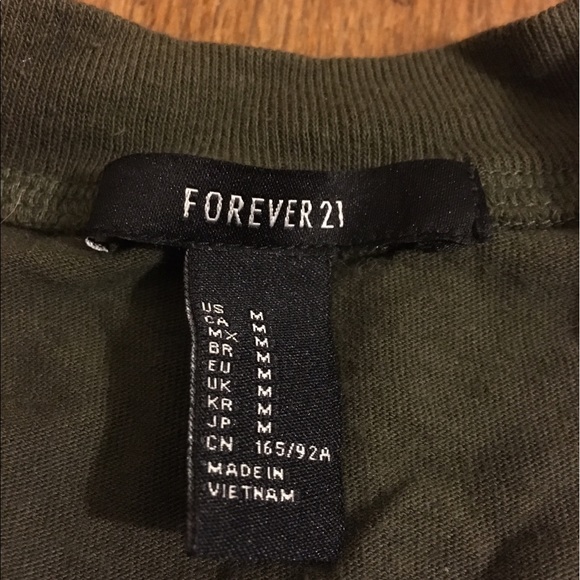 FOREVER 21
US M
CA M
MX M
BR M
EU M
UK M
KR M
JP M
CN 165/92A
MADE IN
VIETNAM